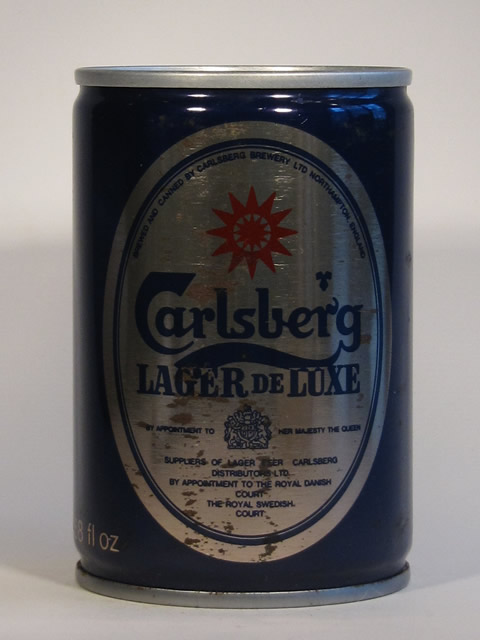 BREWED AND CANNED BY CARLSBERG BREWERY LTD NORTHAMPTON, ENGLAND
Carlsberg
LAGER DE LUXE
BY APPOINTMENT TO HER MAJESTY THE QUEEN
SUPPLIERS OF LAGER BEER CARLSBERG
DISTRIBUTORS LTD.
BY APPOINTMENT TO THE ROYAL DANISH
COURT
THE ROYAL SWEDISH
COURT
8 fl oz